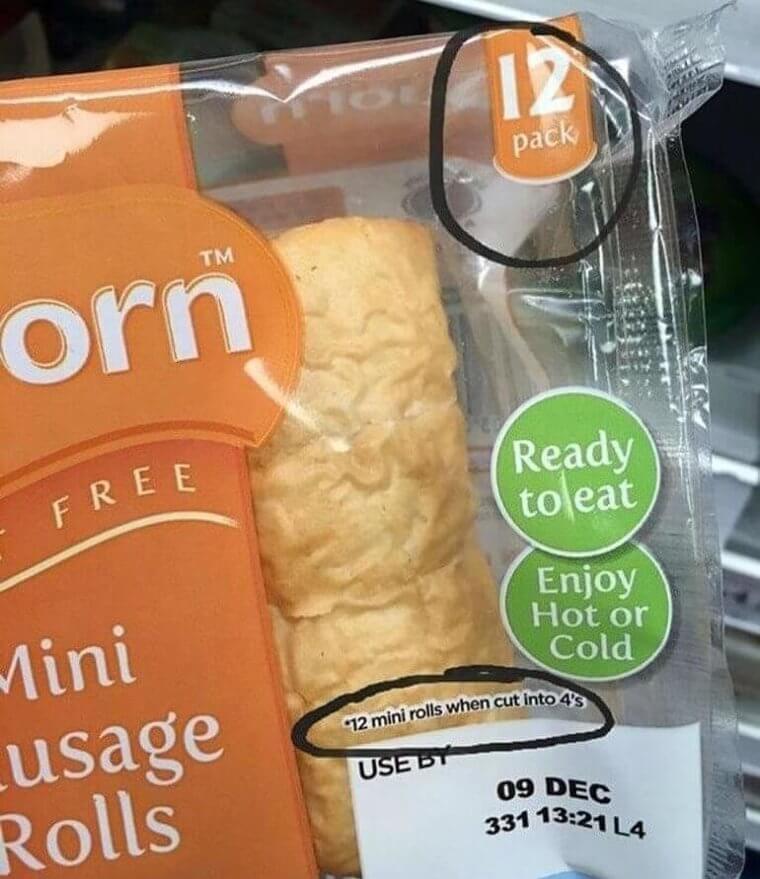 12
pack
TM
orn
FREE
Mini
usage
Rolls
Ready
to eat
Enjoy
Hot or
Cold
*12 mini rolls when cut into 4's
USE BY
09 DEC
331 13:21 L4